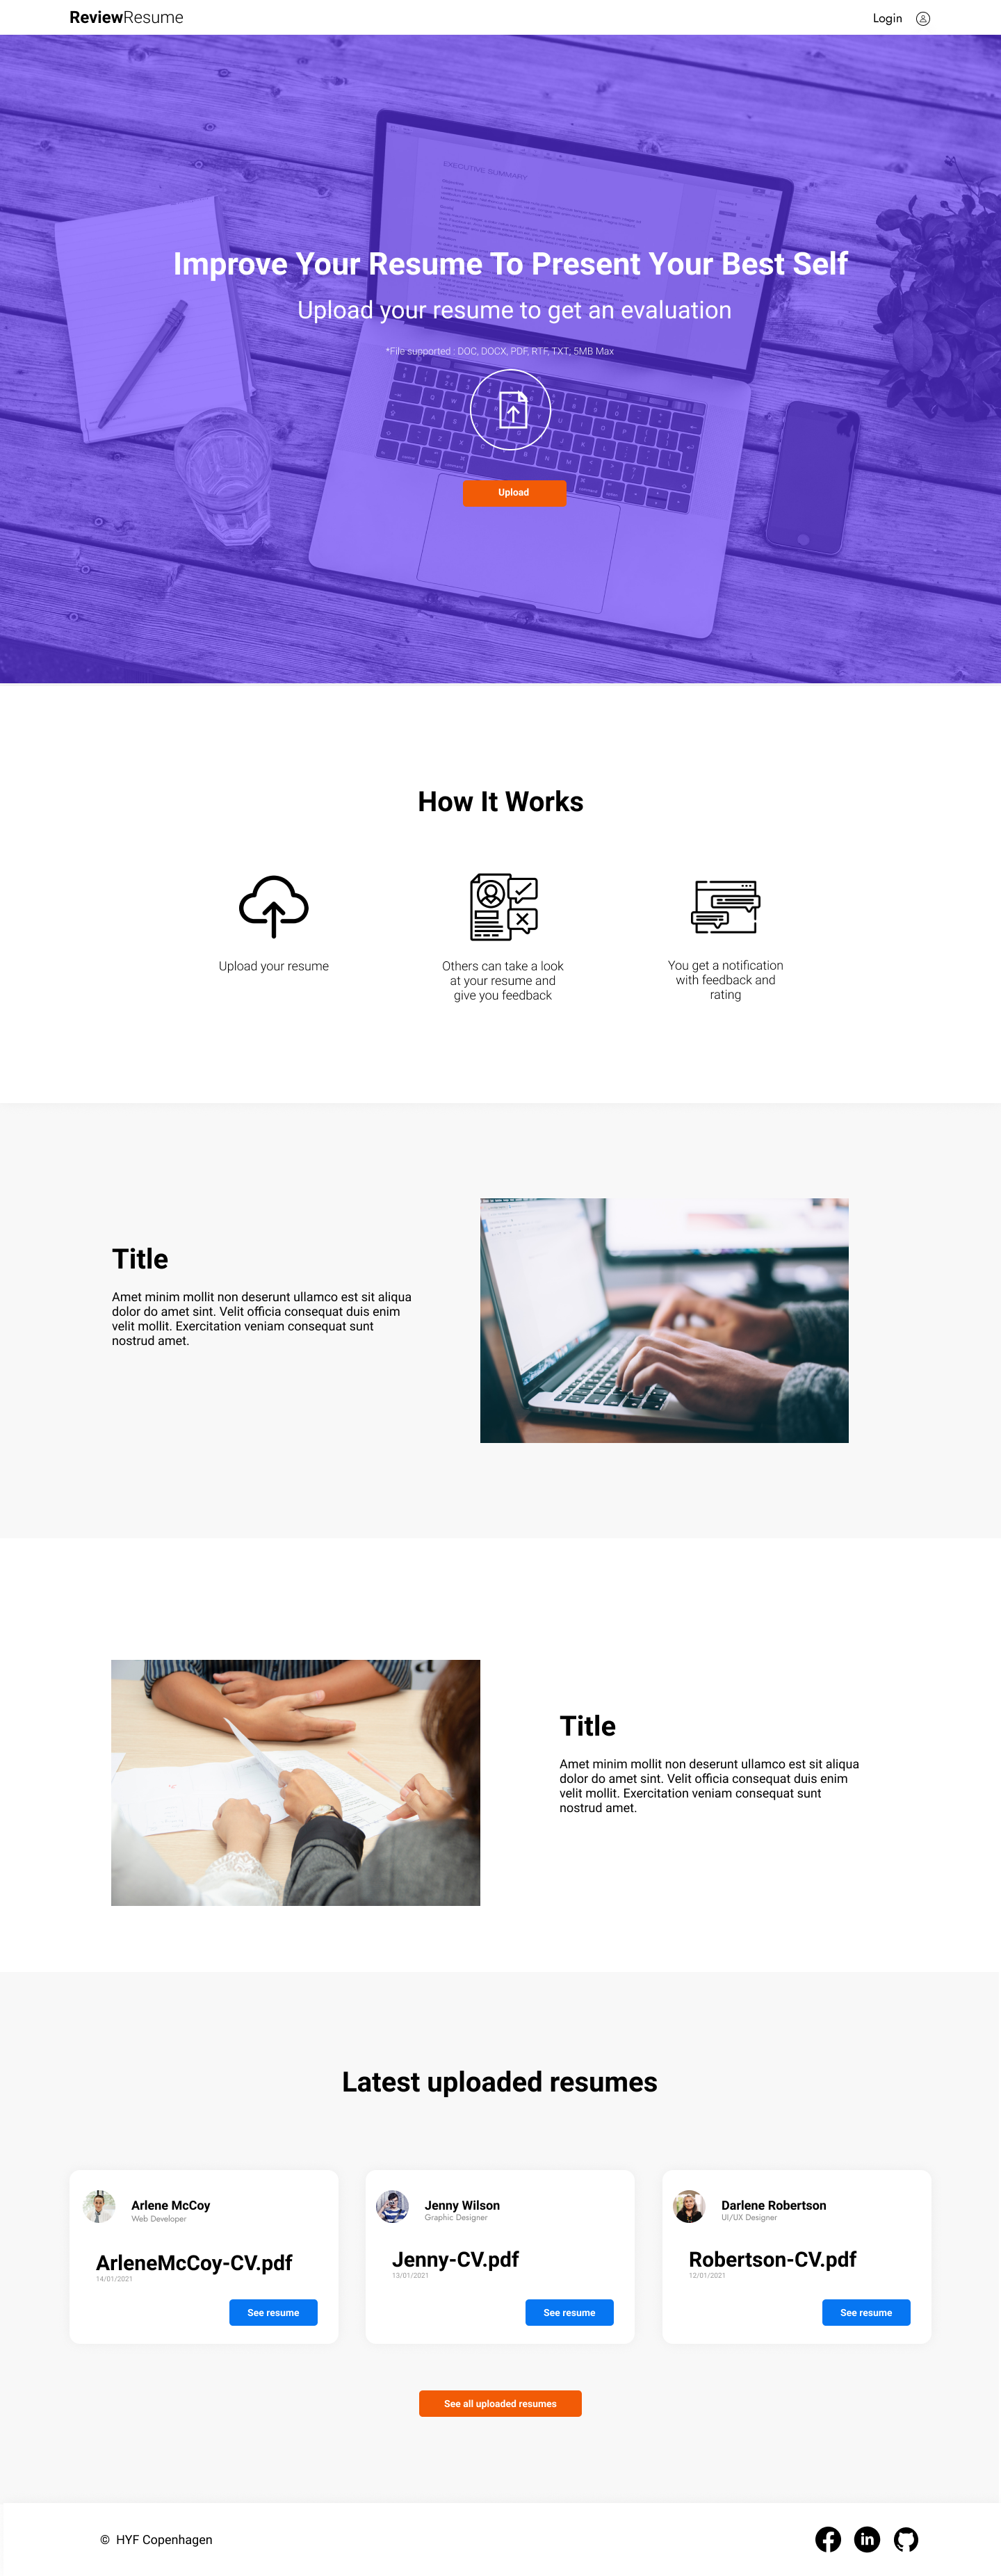 ReviewResume
Login
EXECUTIVE SUMMARY
Improve Your Resume To Present Your Best Self
Upload your resume to get an evaluation
*File supported : DOC, DOCX, PDF, RTF, TXT; 5MB Max
Upload
How It Works
Upload your resume
Others can take a look
at your resume and
give you feedback
You get a notification
with feedback and
rating
Title
Amet minim mollit non deserunt ullamco est sit aliqua
dolor do amet sint. Velit officia consequat duis enim
velit mollit. Exercitation veniam consequat sunt
nostrud amet.
Title
Amet minim mollit non deserunt ullamco est sit aliqua
dolor do amet sint. Velit officia consequat duis enim
velit mollit. Exercitation veniam consequat sunt
nostrud amet.
Latest uploaded resumes
Arlene McCoy
Web Developer
ArleneMcCoy-CV.pdf
14/01/2021
See resume
Jenny Wilson
Graphic Designer
Jenny-CV.pdf
13/01/2021
See resume
Darlene Robertson
UI/UX Designer
Robertson-CV.pdf
12/01/2021
See resume
See all uploaded resumes
© HYF Copenhagen
in